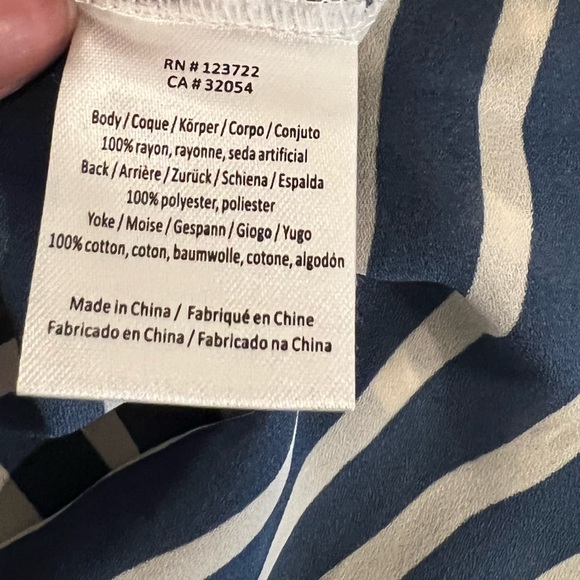 RN # 123722
CA # 32054
Body / Coque / Körper / Corpo / Conjuto
100% rayon, rayonne, seda artificial
Back / Arrière / Zurück / Schiena / Espalda
100% polyester, poliester
Yoke / Moise / Gespann / Giogo / Yugo
100% cotton, coton, baumwolle, cotone, algodón
Made in China / Fabriqué en Chine
Fabricado en China / Fabricado na China